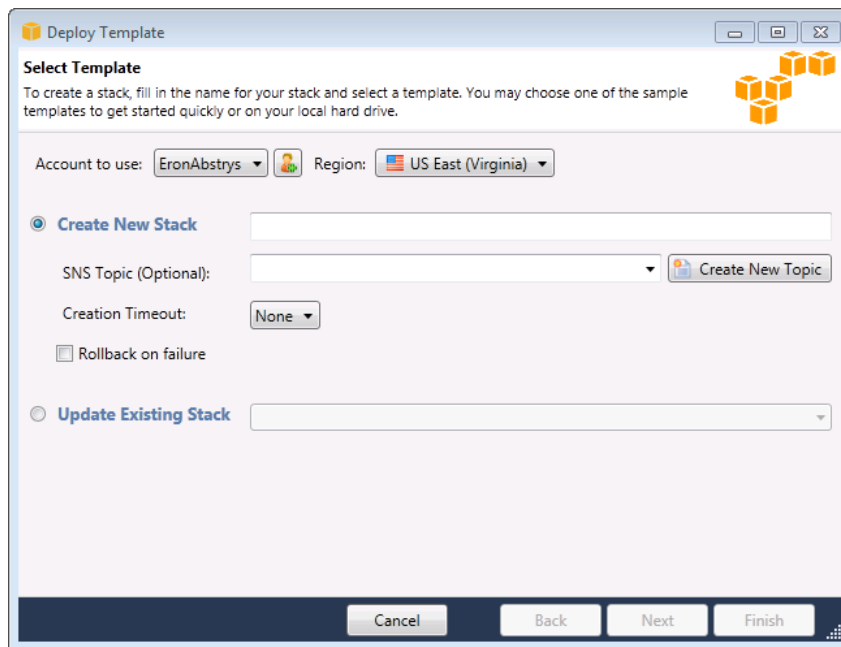 Deploy Template
Select Template
To create a stack, fill in the name for your stack and select a template. You may choose one of the sample
templates to get started quickly or on your local hard drive.
Account to use: EronAbstrys Region: US East (Virginia)
Create New Stack
SNS Topic (Optional): Create New Topic
Creation Timeout: None
Rollback on failure
Update Existing Stack
Cancel Back Next Finish